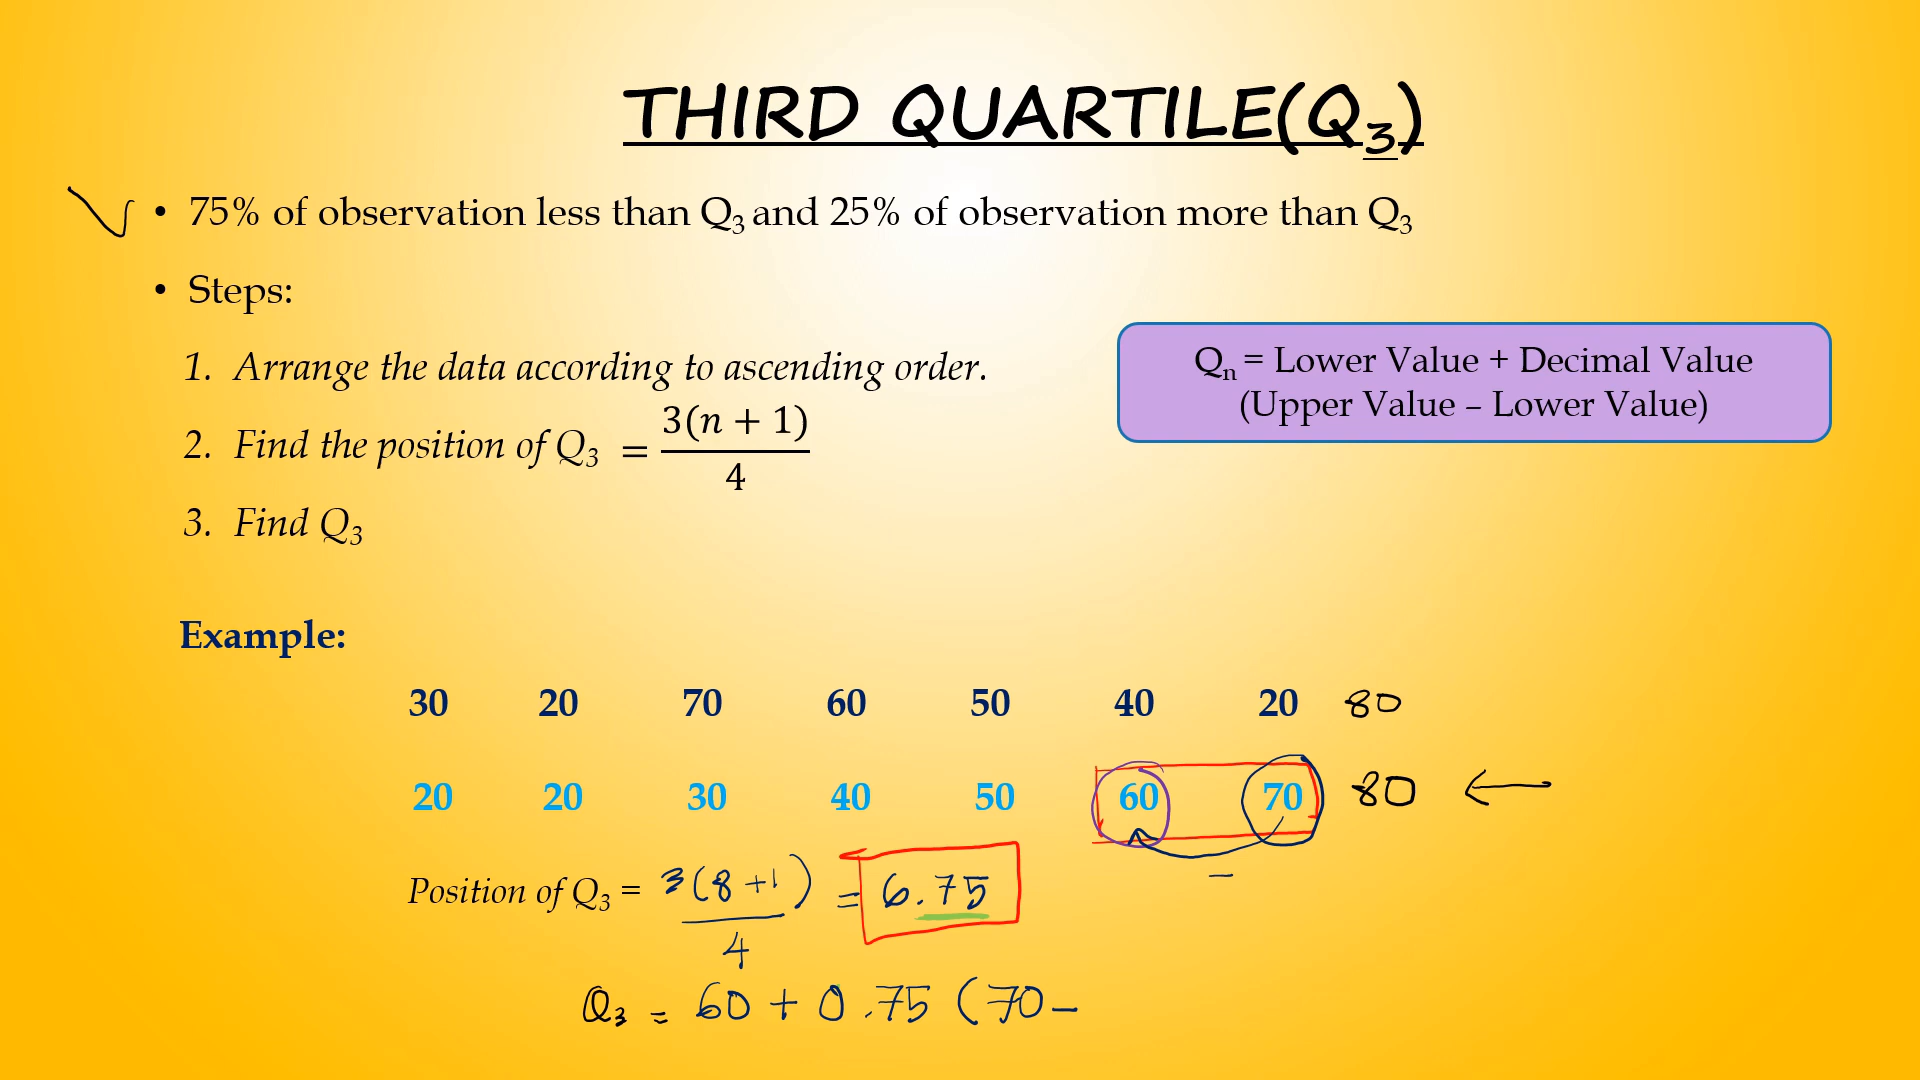 THIRD QUARTILE(Q3)
• 75% of observation less than Q3 and 25% of observation more than Q3
• Steps:
1. Arrange the data according to ascending order.
Qn = Lower Value + Decimal Value
(Upper Value – Lower Value)
2. Find the position of Q3 = 3(n + 1)
4
3. Find Q3
Example:
30 20 70 60 50 40 20 80
20 20 30 40 50 60 70 80
Position of Q3 = 3(8+1) = 6.75
4
Q3 = 60 + 0.75 (70 –